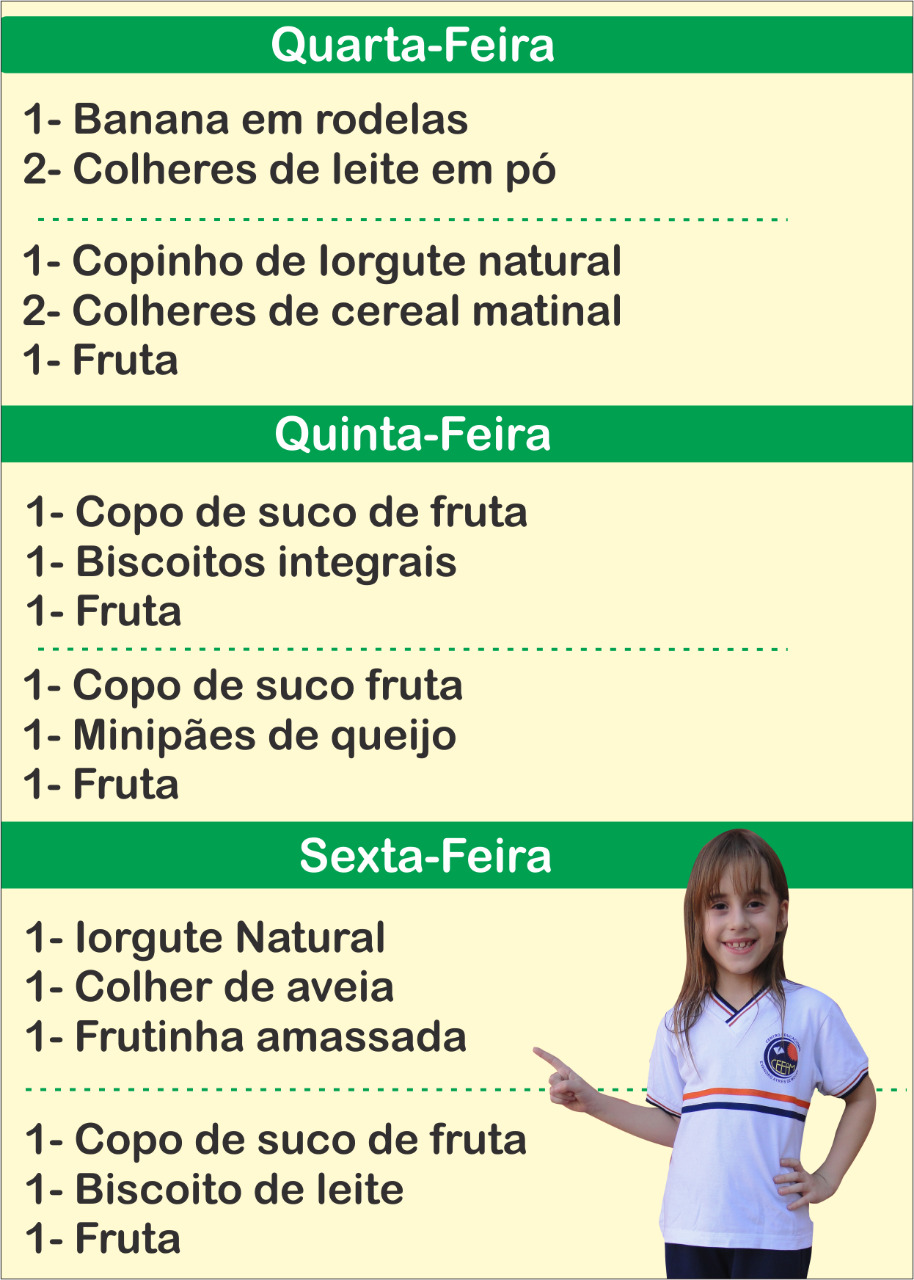 Quarta-Feira
1- Banana em rodelas
2- Colheres de leite em pó
1- Copinho de Iorgute natural
2- Colheres de cereal matinal
1- Fruta
Quinta-Feira
1- Copo de suco de fruta
1- Biscoitos integrais
1- Fruta
1- Copo de suco fruta
1- Minipães de queijo
1- Fruta
Sexta-Feira
1- Iorgute Natural
1- Colher de aveia
1- Frutinha amassada
1- Copo de suco de fruta
1- Biscoito de leite
1- Fruta